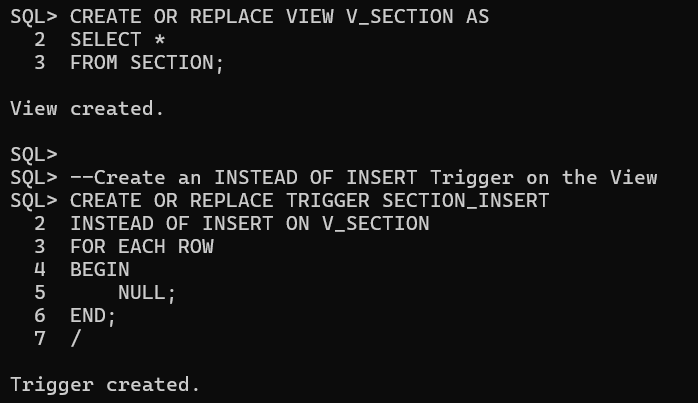 SQL> CREATE OR REPLACE VIEW V_SECTION AS
  2  SELECT *
  3  FROM SECTION;

View created.

SQL>
SQL> --Create an INSTEAD OF INSERT Trigger on the View
SQL> CREATE OR REPLACE TRIGGER SECTION_INSERT
  2  INSTEAD OF INSERT ON V_SECTION
  3  FOR EACH ROW
  4  BEGIN
  5      NULL;
  6  END;
  7  /

Trigger created.